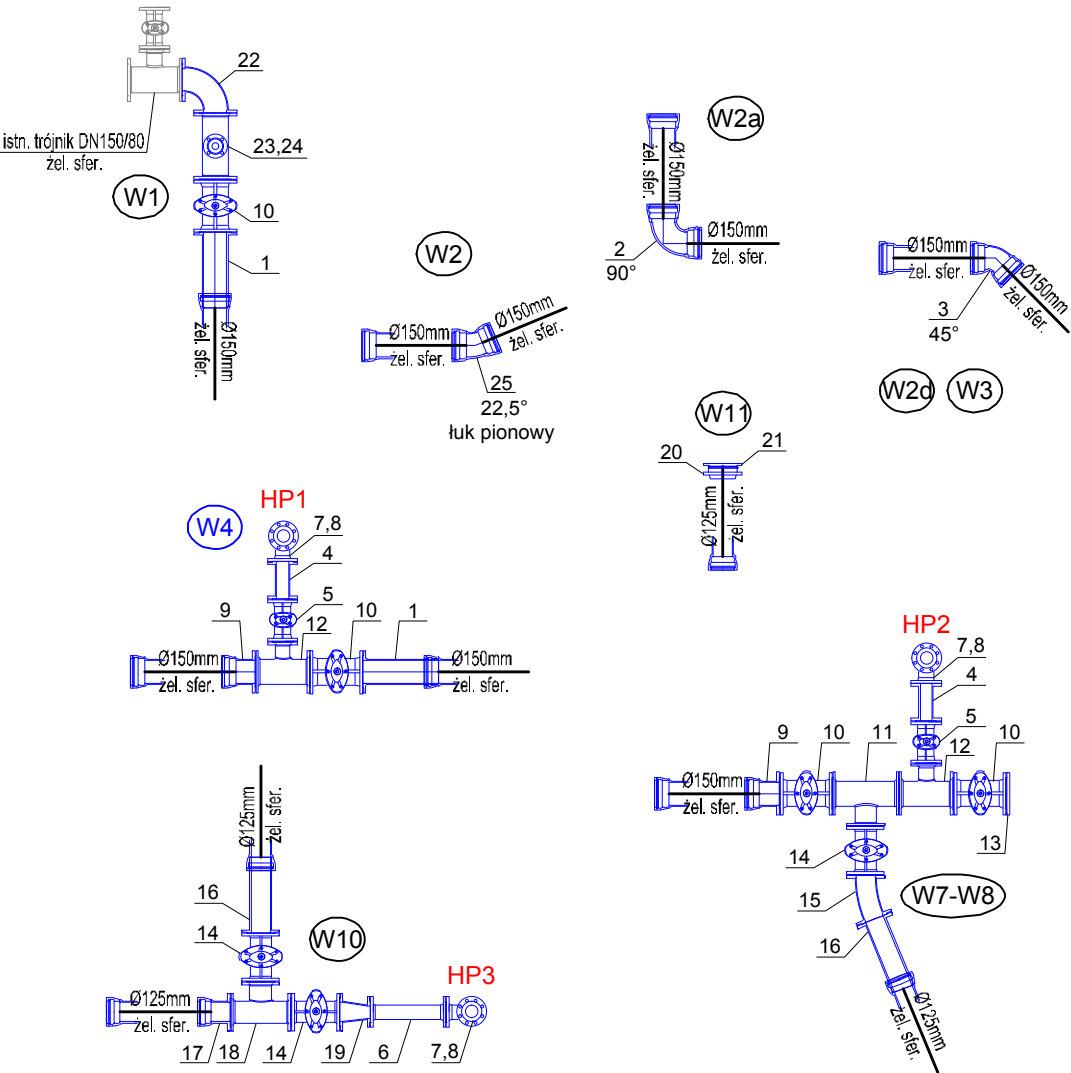 22
istn. trójnik DN150/80
żel. sfer.
23,24
W1
10
1
żel. sfer.
Ø150mm
W2
Ø150mm
żel. sfer.
Ø150mm
żel. sfer.
25
22,5°
łuk pionowy
W2a
żel. sfer.
Ø150mm
Ø150mm
żel. sfer.
2
90°
Ø150mm
żel. sfer.
Ø150mm
żel. sfer.
3
45°
W2d
W3
W11
20
21
Ø125mm
żel. sfer.
HP1
W4
7,8
4
5
9
12
10
1
Ø150mm
żel. sfer.
Ø150mm
żel. sfer.
HP2
7,8
4
5
9
10
11
12
10
Ø150mm
żel. sfer.
13
14
15
W7-W8
16
Ø125mm
żel. sfer.
Ø125mm
żel. sfer.
16
14
W10
HP3
Ø125mm
żel. sfer.
17
18
14
19
6
7,8